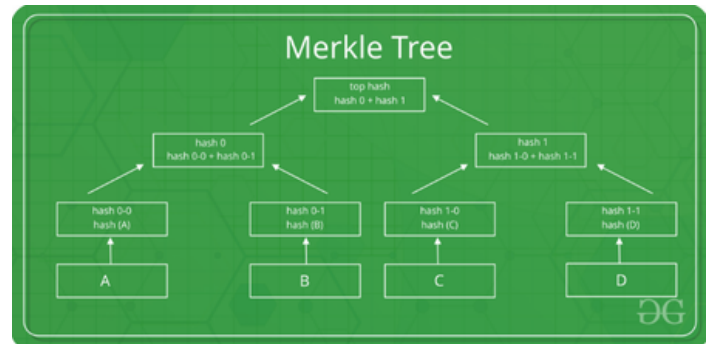 Merkle Tree
top hash
hash 0 + hash 1
hash 0
hash 0-0 + hash 0-1
hash 1
hash 1-0 + hash 1-1
hash 0-0
hash (A)
hash 0-1
hash (B)
hash 1-0
hash (C)
hash 1-1
hash (D)
A
B
C
D